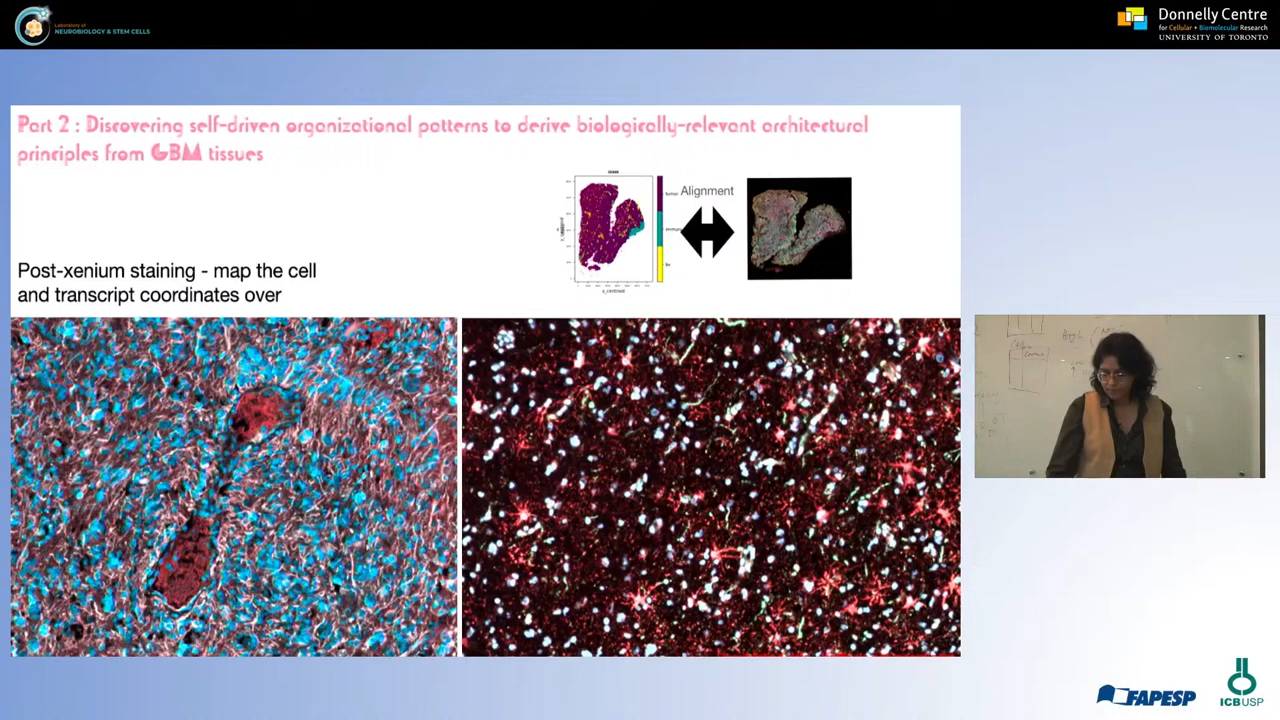 Laboratory of
NEUROBIOLOGY & STEM CELLS
Donnelly Centre
for Cellular + Biomolecular Research
UNIVERSITY OF TORONTO
Part 2 : Discovering self-driven organizational patterns to derive biologically-relevant architectural
principles from GBM tissues
Alignment
Post-xenium staining - map the cell
and transcript coordinates over
FAPESP
ICBUSP